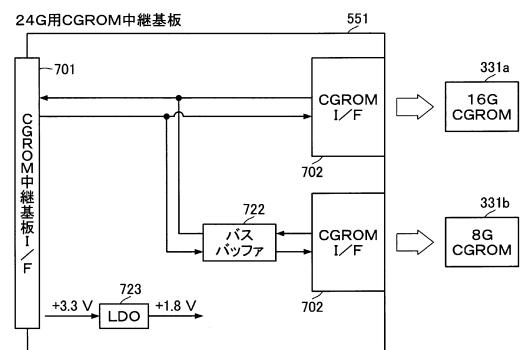 24G用CGROM中継基板
551
701
CGROM中継基板I/F
CGROM
I/F
702
331a
16G
CGROM
722
バス
バッファ
CGROM
I/F
702
331b
8G
CGROM
723
+3.3 V
LDO
+1.8 V